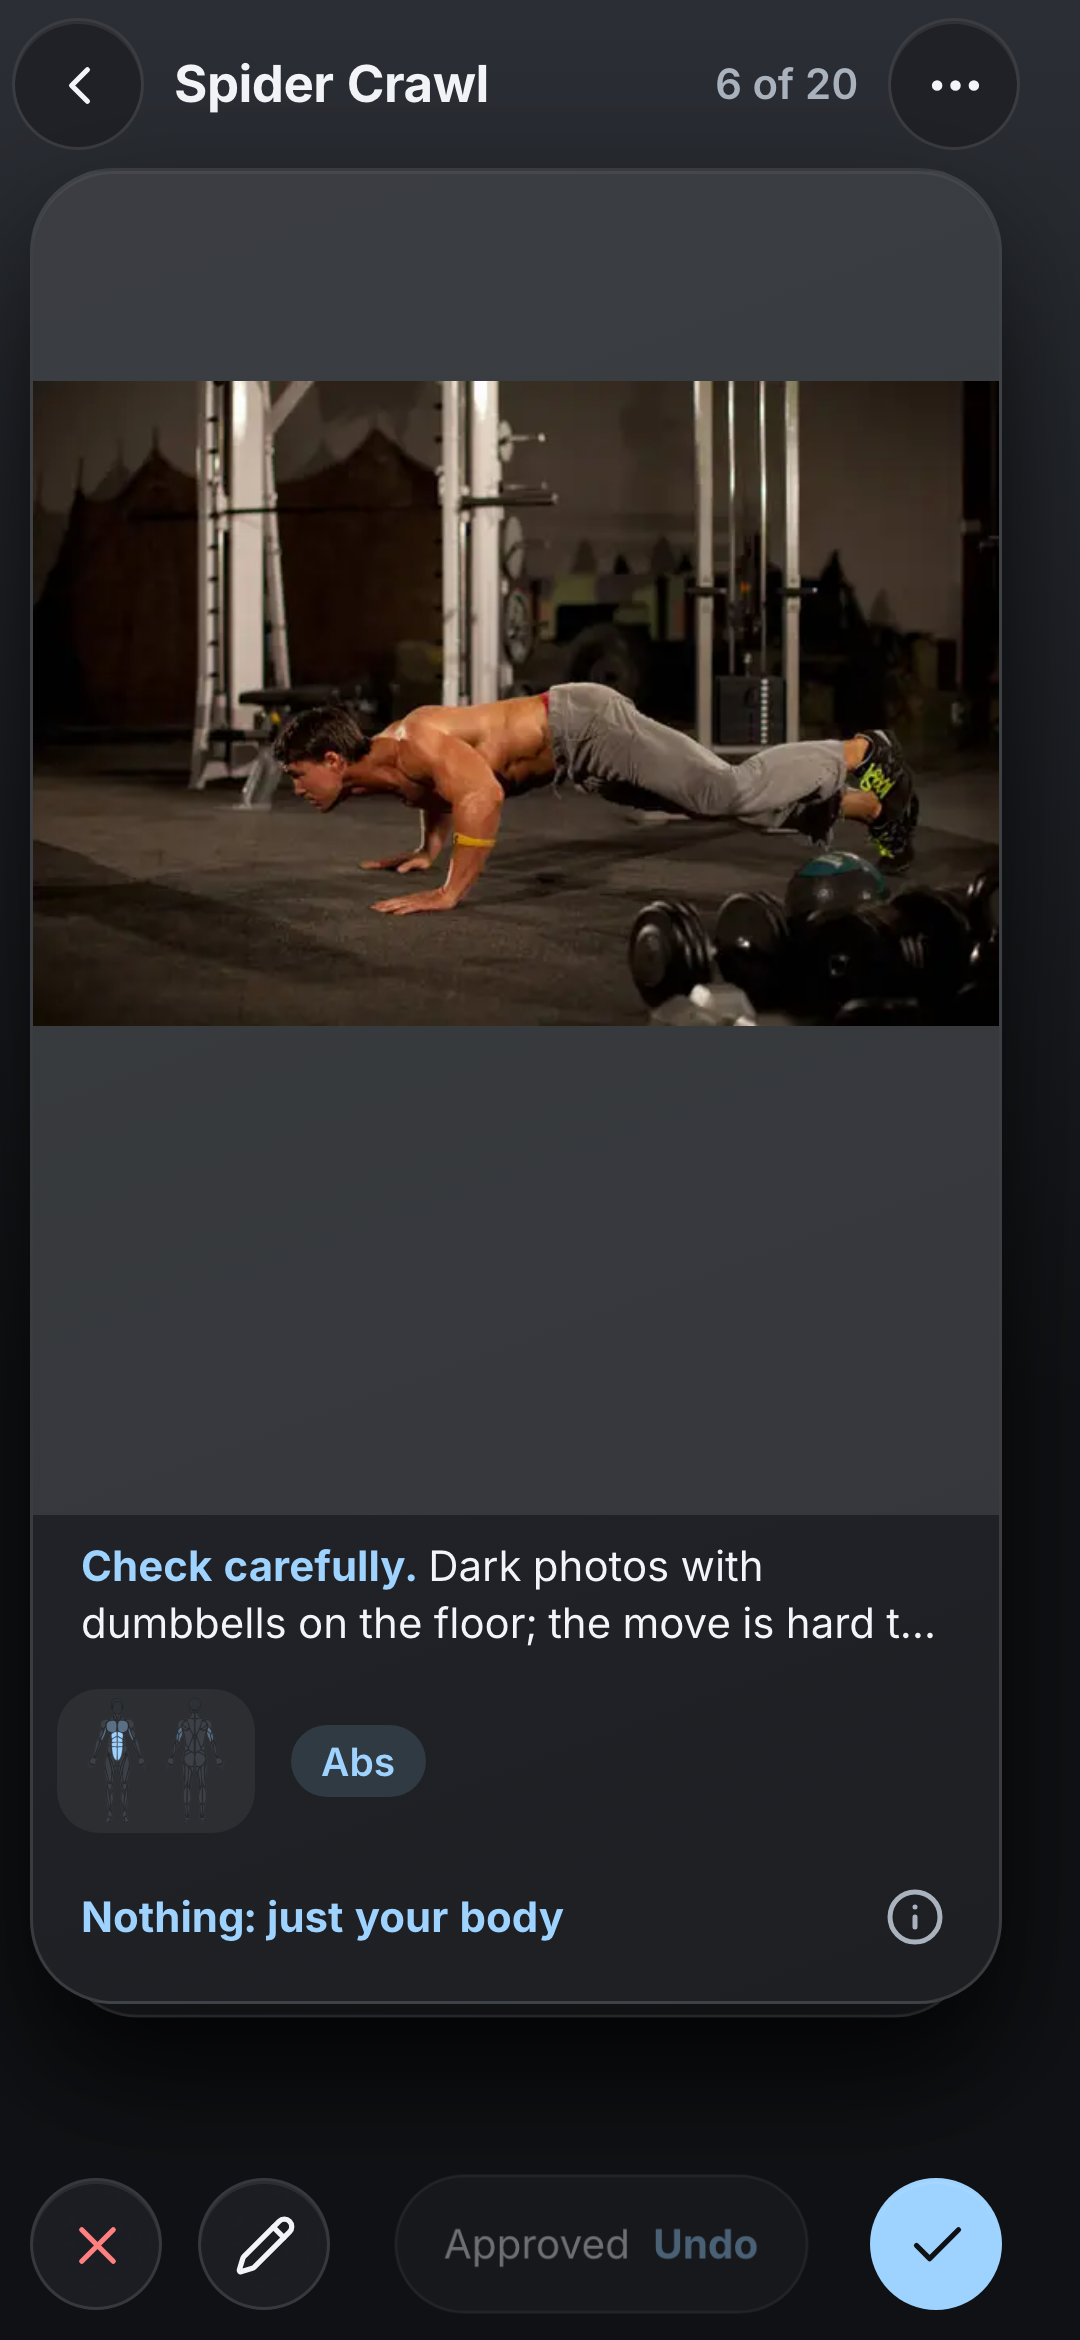 Spider Crawl
6 of 20
Check carefully. Dark photos with
dumbbells on the floor; the move is hard t...
Abs
Nothing: just your body
Approved Undo